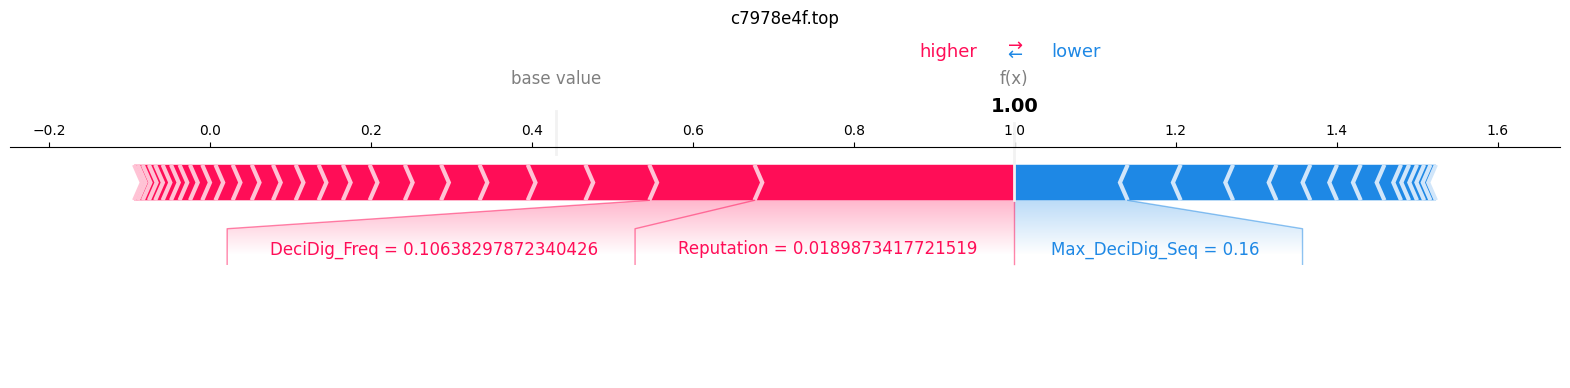 c7978e4f.top
higher ⇄ lower
base value f(x)
1.00
−0.2 0.0 0.2 0.4 0.6 0.8 1.0 1.2 1.4 1.6
DeciDig_Freq = 0.10638297872340426 Reputation = 0.0189873417721519 Max_DeciDig_Seq = 0.16